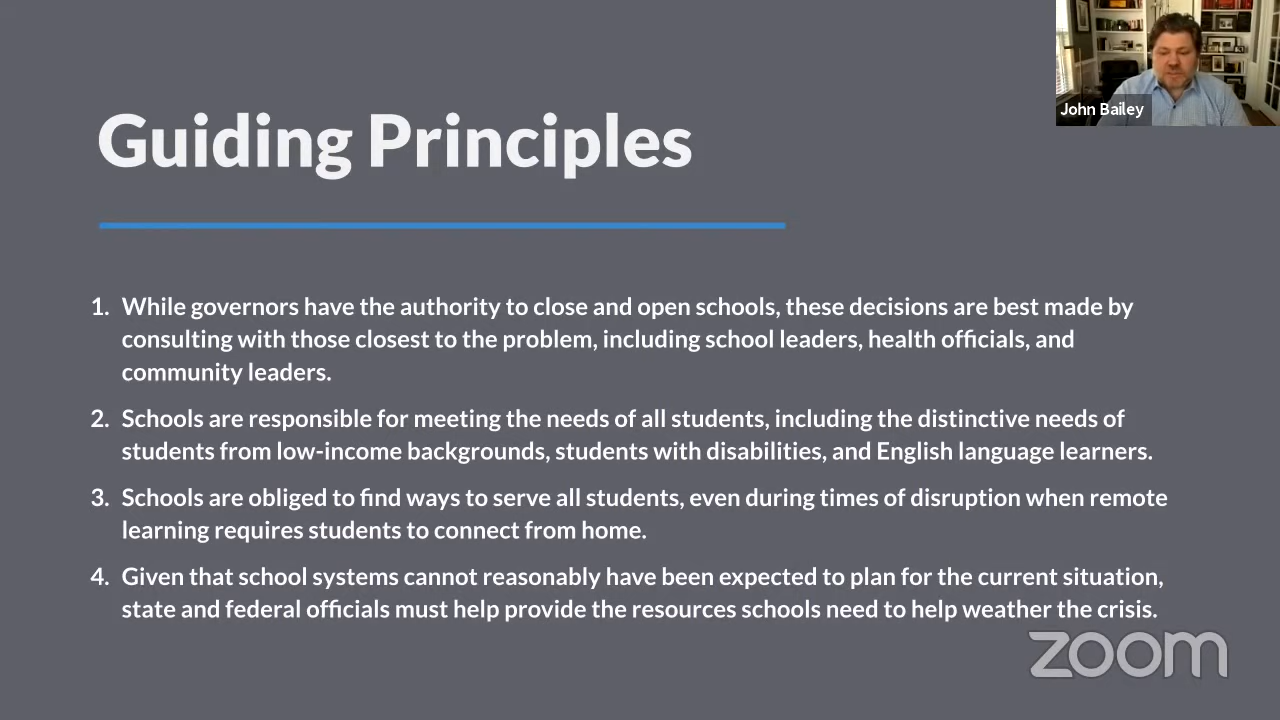 John Bailey
Guiding Principles
1. While governors have the authority to close and open schools, these decisions are best made by
consulting with those closest to the problem, including school leaders, health officials, and
community leaders.
2. Schools are responsible for meeting the needs of all students, including the distinctive needs of
students from low-income backgrounds, students with disabilities, and English language learners.
3. Schools are obliged to find ways to serve all students, even during times of disruption when remote
learning requires students to connect from home.
4. Given that school systems cannot reasonably have been expected to plan for the current situation,
state and federal officials must help provide the resources schools need to help weather the crisis.
zoom